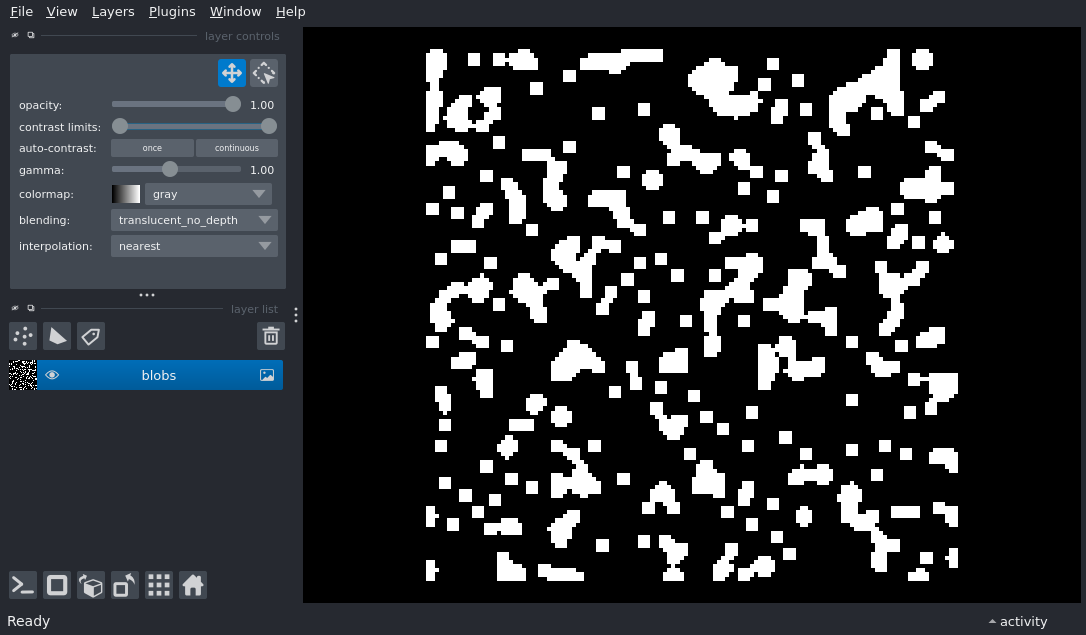 File View Layers Plugins Window Help
layer controls
opacity: 1.00
contrast limits:
auto-contrast: once continuous
gamma: 1.00
colormap: gray
blending: translucent_no_depth
interpolation: nearest
layer list
blobs
Ready activity